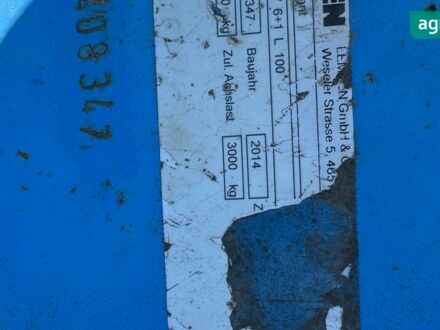 EN
LEMKEN GmbH &
Weseler Strasse 5, 465
6+1 L 100
347-
Baujahr 2014
kg Zul. Achslast 3000 kg
208347
ag